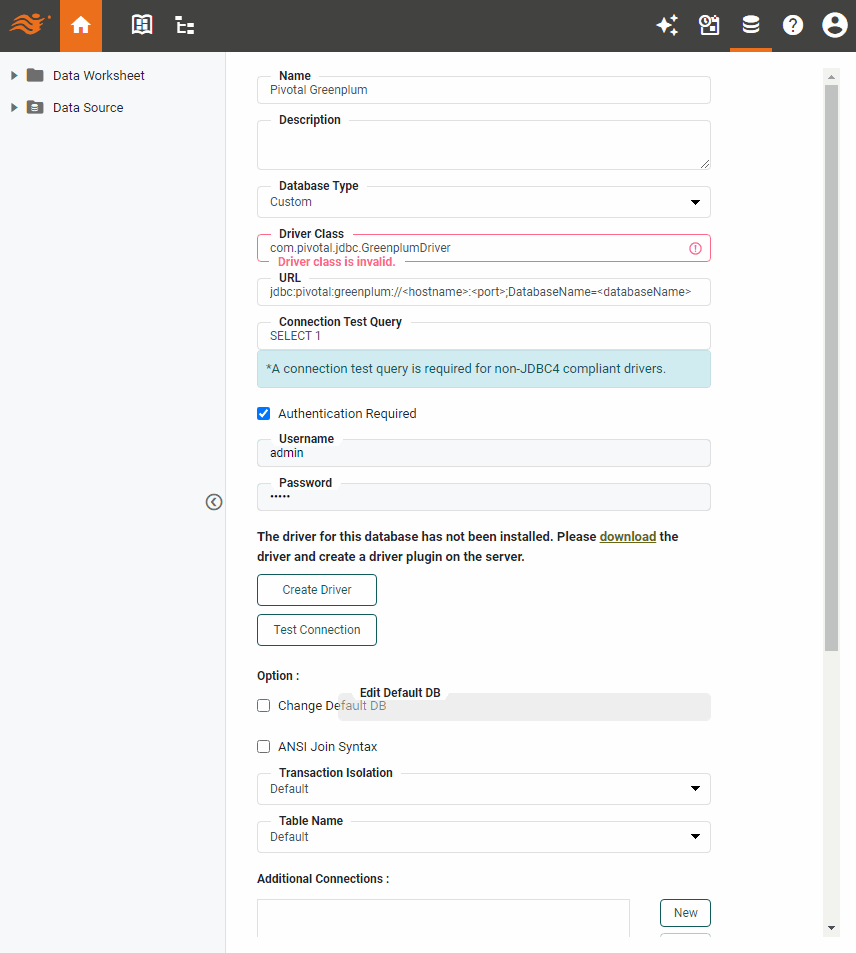 Data Worksheet
Data Source
Name
Pivotal Greenplum
Description
Database Type
Custom
Driver Class
com.pivotal.jdbc.GreenplumDriver
Driver class is invalid.
URL
jdbc:pivotal:greenplum://<hostname>:<port>;DatabaseName=<databaseName>
Connection Test Query
SELECT 1
*A connection test query is required for non-JDBC4 compliant drivers.
Authentication Required
Username
admin
Password
•••••
The driver for this database has not been installed. Please download the
driver and create a driver plugin on the server.
Create Driver
Test Connection
Option :
Edit Default DB
Change Default DB
ANSI Join Syntax
Transaction Isolation
Default
Table Name
Default
Additional Connections :
New